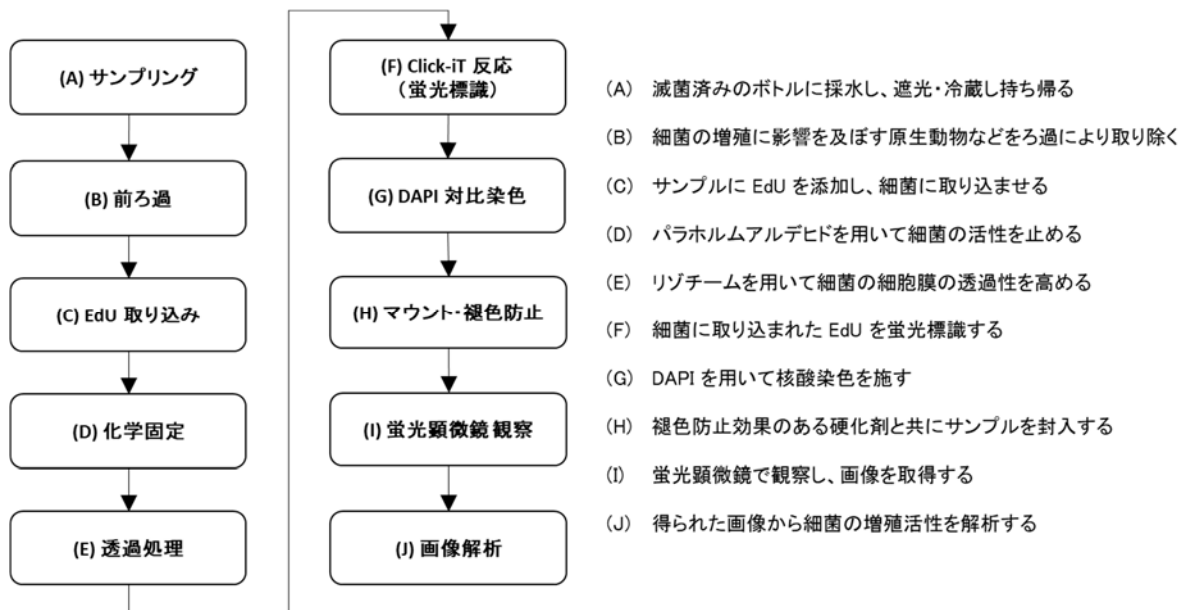 (A) サンプリング
(B) 前ろ過
(C) EdU 取り込み
(D) 化学固定
(E) 透過処理
(F) Click-iT 反応
(蛍光標識)
(G) DAPI 対比染色
(H) マウント・褪色防止
(I) 蛍光顕微鏡観察
(J) 画像解析
(A) 滅菌済みのボトルに採水し、遮光・冷蔵し持ち帰る
(B) 細菌の増殖に影響を及ぼす原生動物などをろ過により取り除く
(C) サンプルに EdU を添加し、細菌に取り込ませる
(D) パラホルムアルデヒドを用いて細菌の活性を止める
(E) リゾチームを用いて細菌の細胞膜の透過性を高める
(F) 細菌に取り込まれた EdU を蛍光標識する
(G) DAPI を用いて核酸染色を施す
(H) 褪色防止効果のある硬化剤と共にサンプルを封入する
(I) 蛍光顕微鏡で観察し、画像を取得する
(J) 得られた画像から細菌の増殖活性を解析する